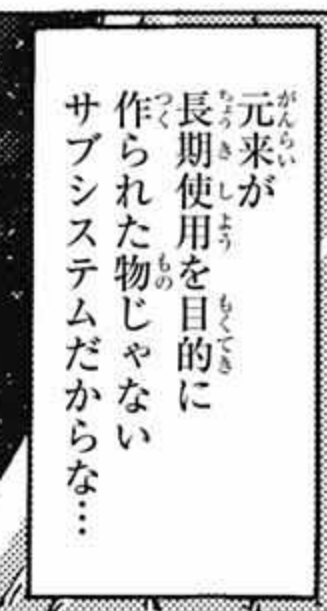 元来が
長期使用を目的に
作られた物じゃない
サブシステムだからな…